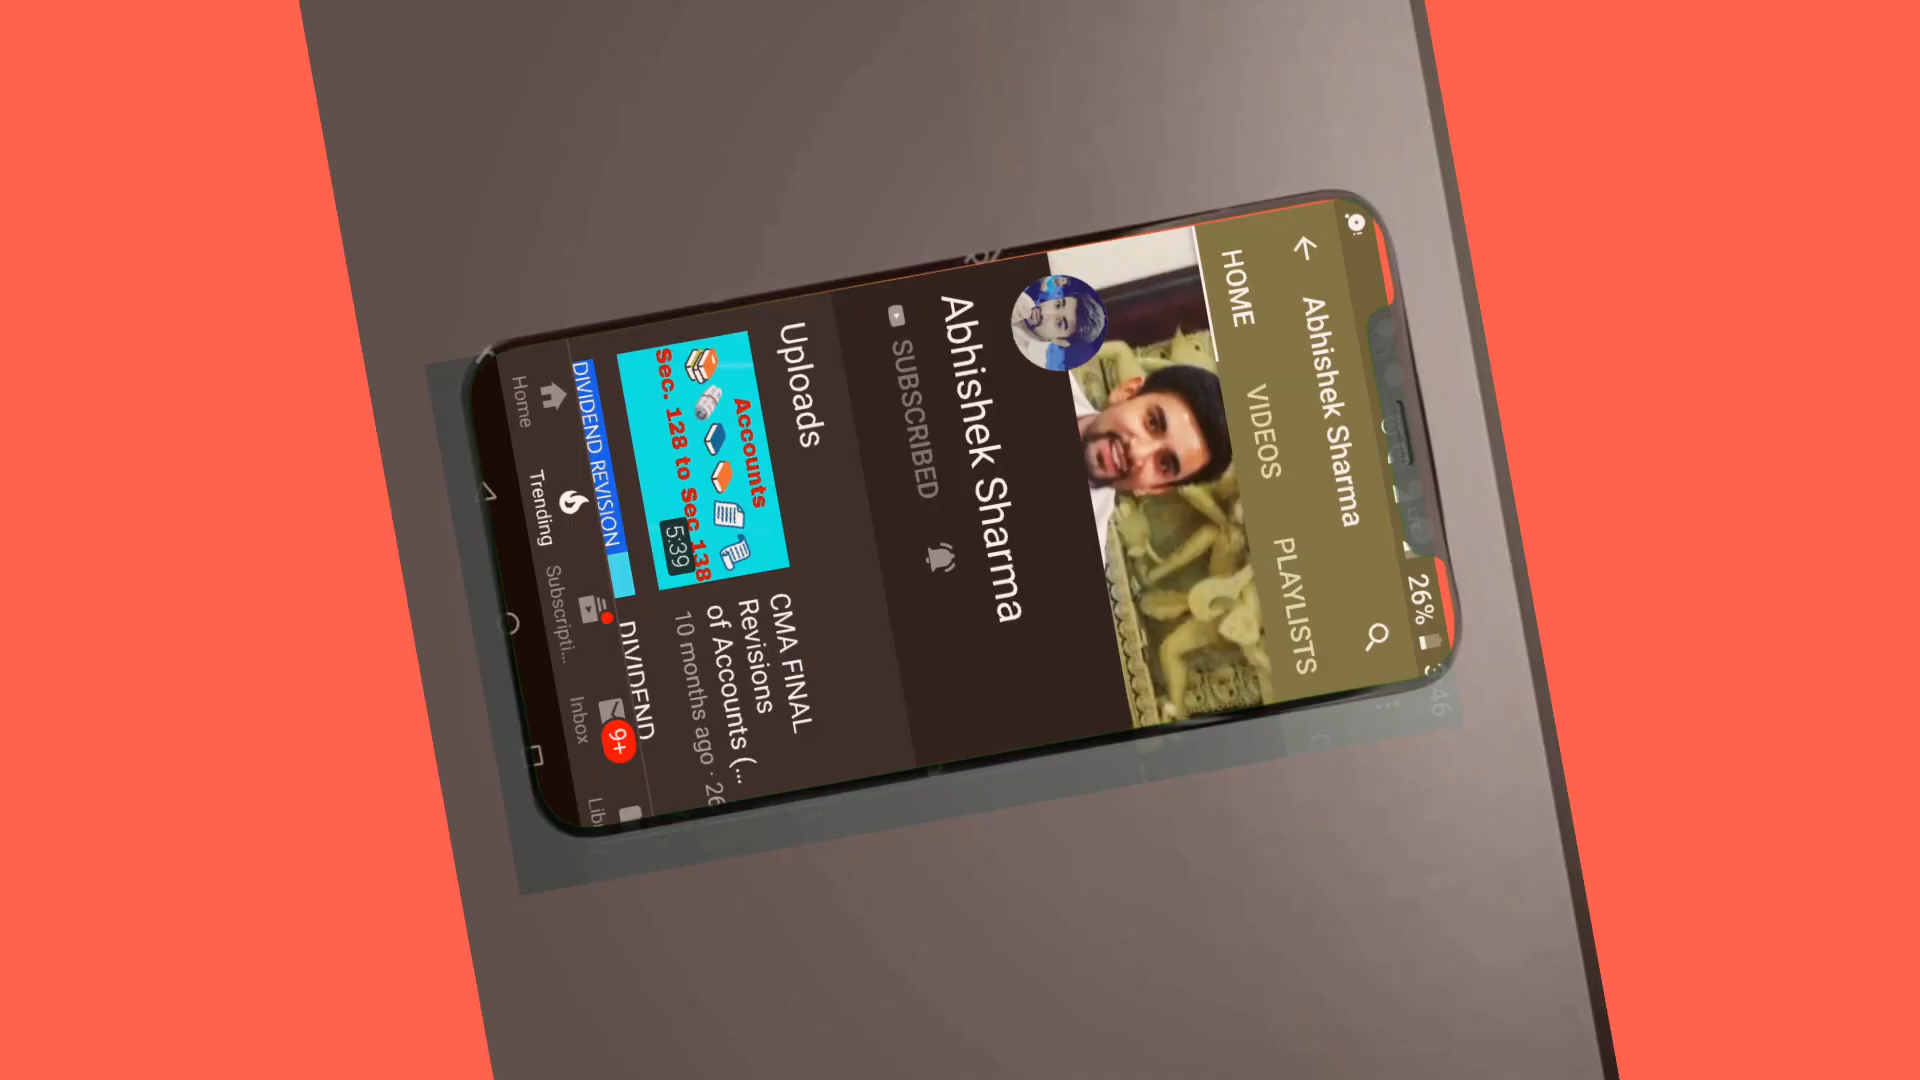 26%
Abhishek Sharma
HOME VIDEOS PLAYLISTS
Abhishek Sharma
SUBSCRIBED
Uploads
Accounts
Sec. 128 to Sec 138
5:39
CMA FINAL
Revisions
of Accounts (...
10 months ago · 26
DIVIDEND REVISION
DIVIDEND
9+
Home Trending Subscripti... Inbox